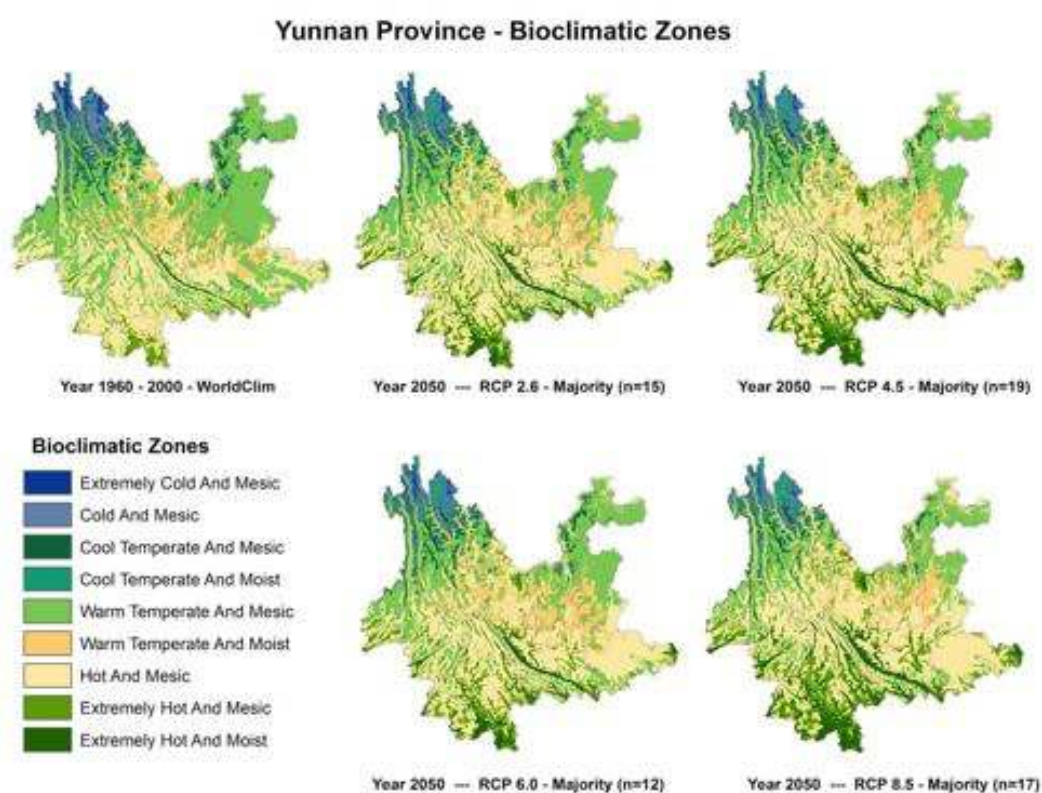 Yunnan Province - Bioclimatic Zones
Year 1960 - 2000 - WorldClim
Year 2050 --- RCP 2.6 - Majority (n=15)
Year 2050 --- RCP 4.5 - Majority (n=19)
Bioclimatic Zones
Extremely Cold And Mesic
Cold And Mesic
Cool Temperate And Mesic
Cool Temperate And Moist
Warm Temperate And Mesic
Warm Temperate And Moist
Hot And Mesic
Extremely Hot And Mesic
Extremely Hot And Moist
Year 2050 --- RCP 6.0 - Majority (n=12)
Year 2050 --- RCP 8.5 - Majority (n=17)